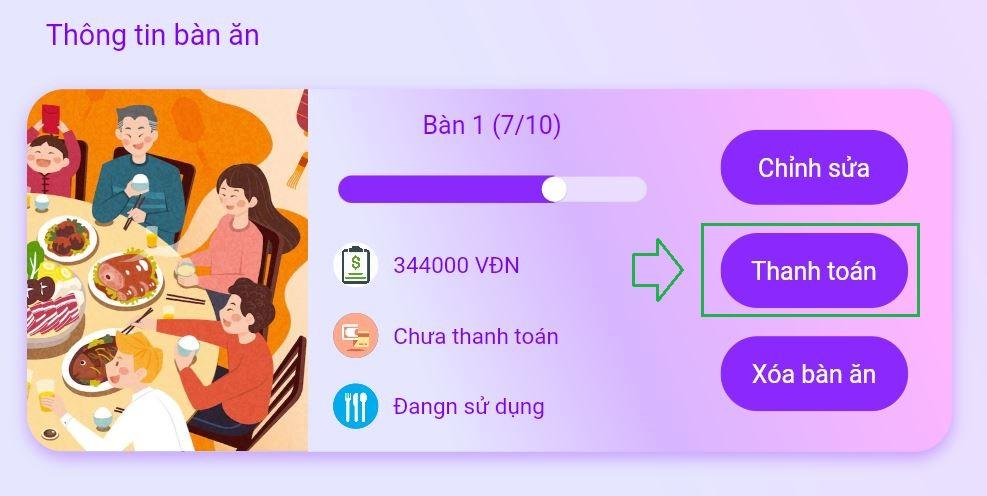 Thông tin bàn ăn
Bàn 1 (7/10)
344000 VĐN
Chưa thanh toán
Đangn sử dụng
Chỉnh sửa
Thanh toán
Xóa bàn ăn